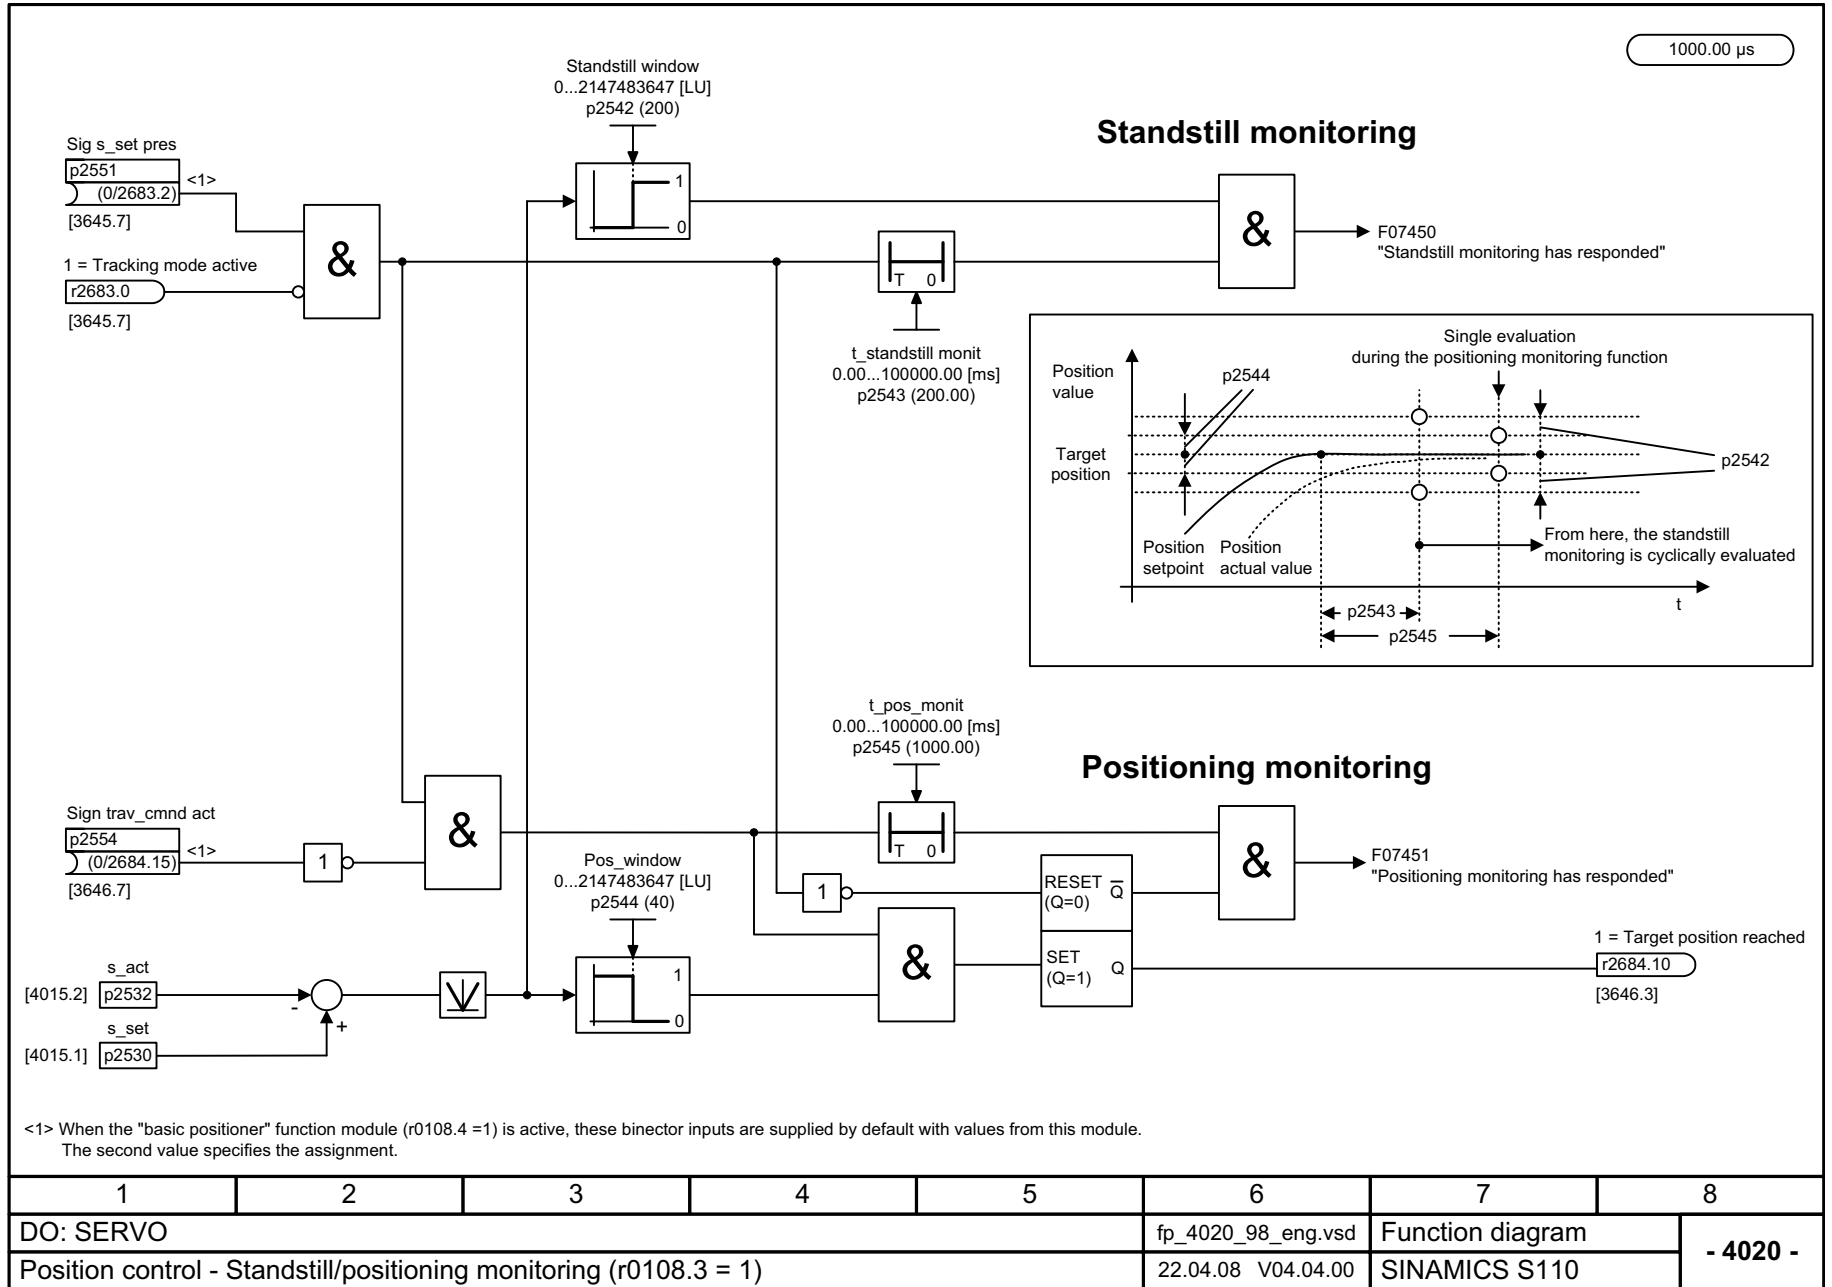 1000.00 µs
Standstill window
0...2147483647 [LU]
p2542 (200)
Standstill monitoring
Sig s_set pres
p2551
(0/2683.2)
<1>
[3645.7]
1
0
&
&
F07450
"Standstill monitoring has responded"
1 = Tracking mode active
r2683.0
[3645.7]
T 0
t_standstill monit
0.00...100000.00 [ms]
p2543 (200.00)
Single evaluation
during the positioning monitoring function
Position
value
p2544
Target
position
p2542
Position
setpoint
Position
actual value
From here, the standstill
monitoring is cyclically evaluated
t
p2543
p2545
t_pos_monit
0.00...100000.00 [ms]
p2545 (1000.00)
Positioning monitoring
Sign trav_cmnd act
p2554
(0/2684.15)
<1>
[3646.7]
1
&
T 0
&
F07451
"Positioning monitoring has responded"
Pos_window
0...2147483647 [LU]
p2544 (40)
1
RESET Q̅
(Q=0)
SET Q
(Q=1)
&
1 = Target position reached
r2684.10
[3646.3]
s_act
[4015.2] p2532
-
+
1
0
s_set
[4015.1] p2530
<1> When the "basic positioner" function module (r0108.4 =1) is active, these binector inputs are supplied by default with values from this module.
The second value specifies the assignment.
1 2 3 4 5 6 7 8
DO: SERVO
fp_4020_98_eng.vsd
Function diagram
- 4020 -
Position control - Standstill/positioning monitoring (r0108.3 = 1)
22.04.08 V04.04.00
SINAMICS S110